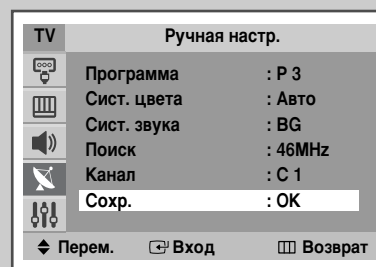 TV Ручная настр.
Программа : P 3
Сист. цвета : Авто
Сист. звука : BG
Поиск : 46MHz
Канал : C 1
Сохр. : OK
Перем. Вход Возврат